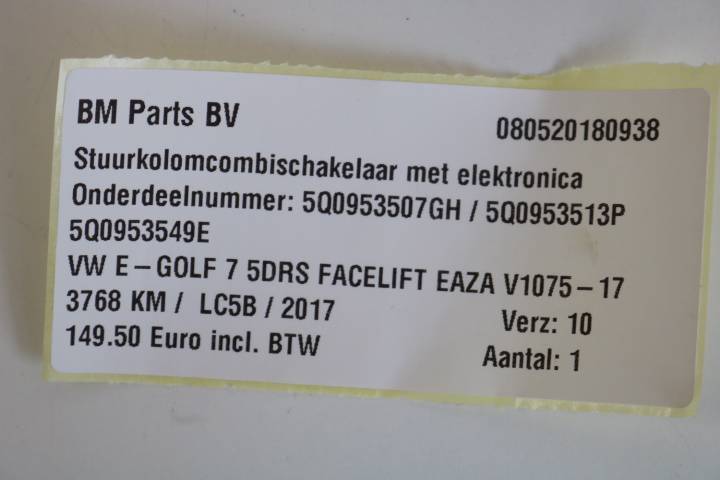 BM Parts BV 080520180938
Stuurkolomcombischakelaar met elektronica
Onderdeelnummer: 5Q0953507GH / 5Q0953513P
5Q0953549E
VW E-GOLF 7 5DRS FACELIFT EAZA V1075-17
3768 KM / LC5B / 2017 Verz: 10
149.50 Euro incl. BTW Aantal: 1